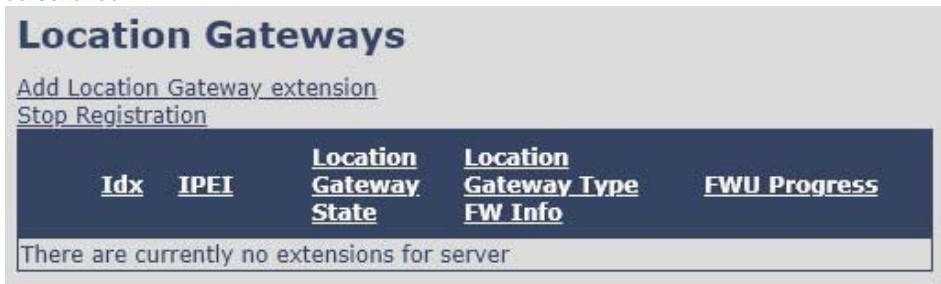 Location Gateways
Add Location Gateway extension
Stop Registration
Idx IPEI Location Gateway State Location Gateway Type FW Info FWU Progress
There are currently no extensions for server